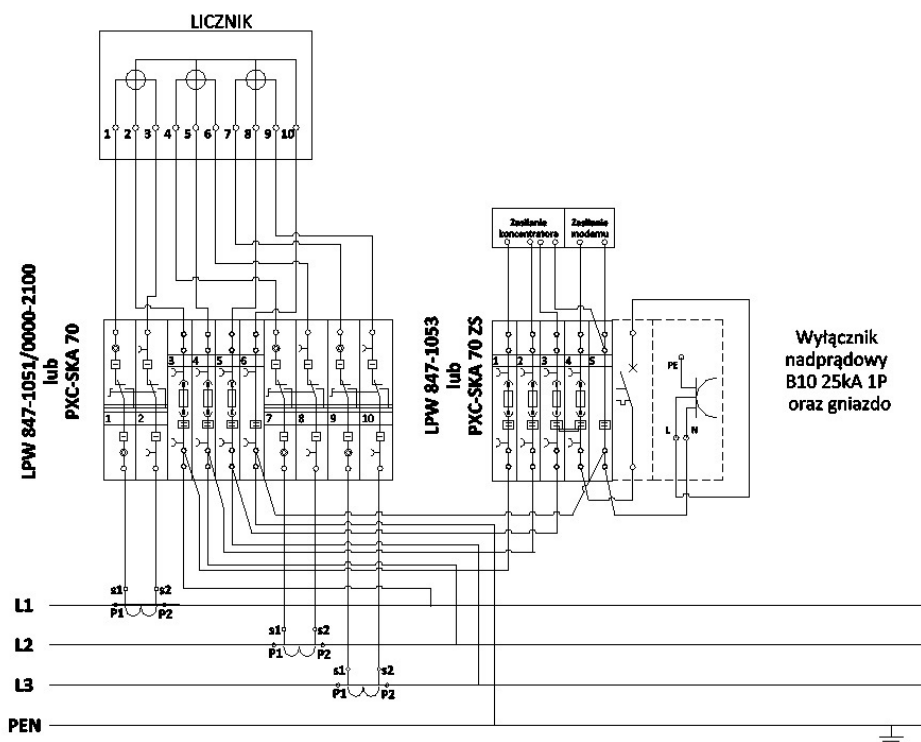 LICZNIK
1 2 3 4 5 6 7 8 9 10
Zasilanie koncentratora
Zasilanie modemu
LPW 847-1051/0000-2100
lub
PXC-SKA 70
3 4 5 6
1 2 7 8 9 10
LPW 847-1053
lub
PXC-SKA 70 ZS
1 2 3 4 5
PE
L N
Wyłącznik
nadprądowy
B10 25kA 1P
oraz gniazdo
s1 s2
L1 P1 P2
s1 s2
L2 P1 P2
s1 s2
L3 P1 P2
PEN